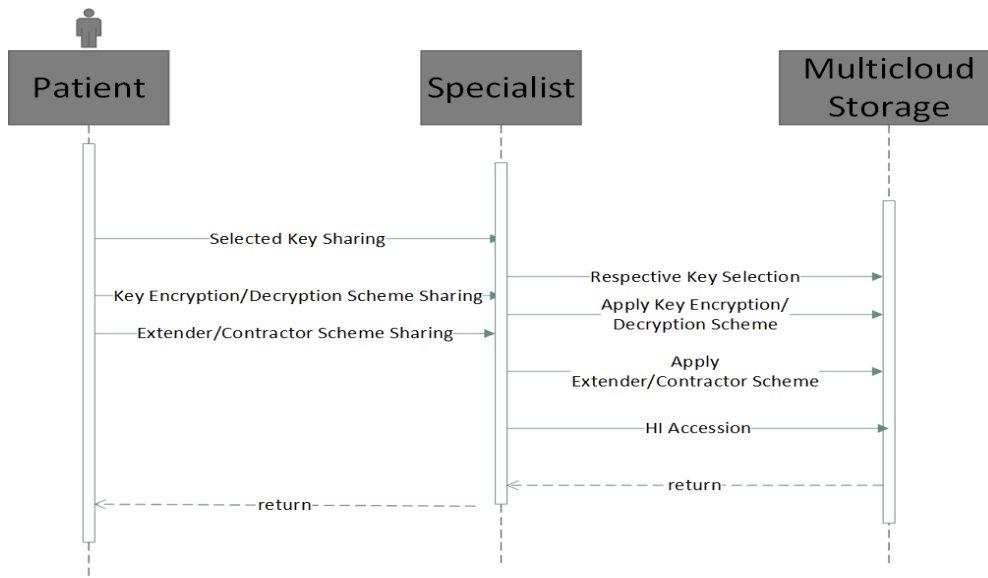 Patient
Specialist
Multicloud
Storage
Selected Key Sharing
Respective Key Selection
Key Encryption/Decryption Scheme Sharing
Apply Key Encryption/
Decryption Scheme
Extender/Contractor Scheme Sharing
Apply
Extender/Contractor Scheme
HI Accession
return
return